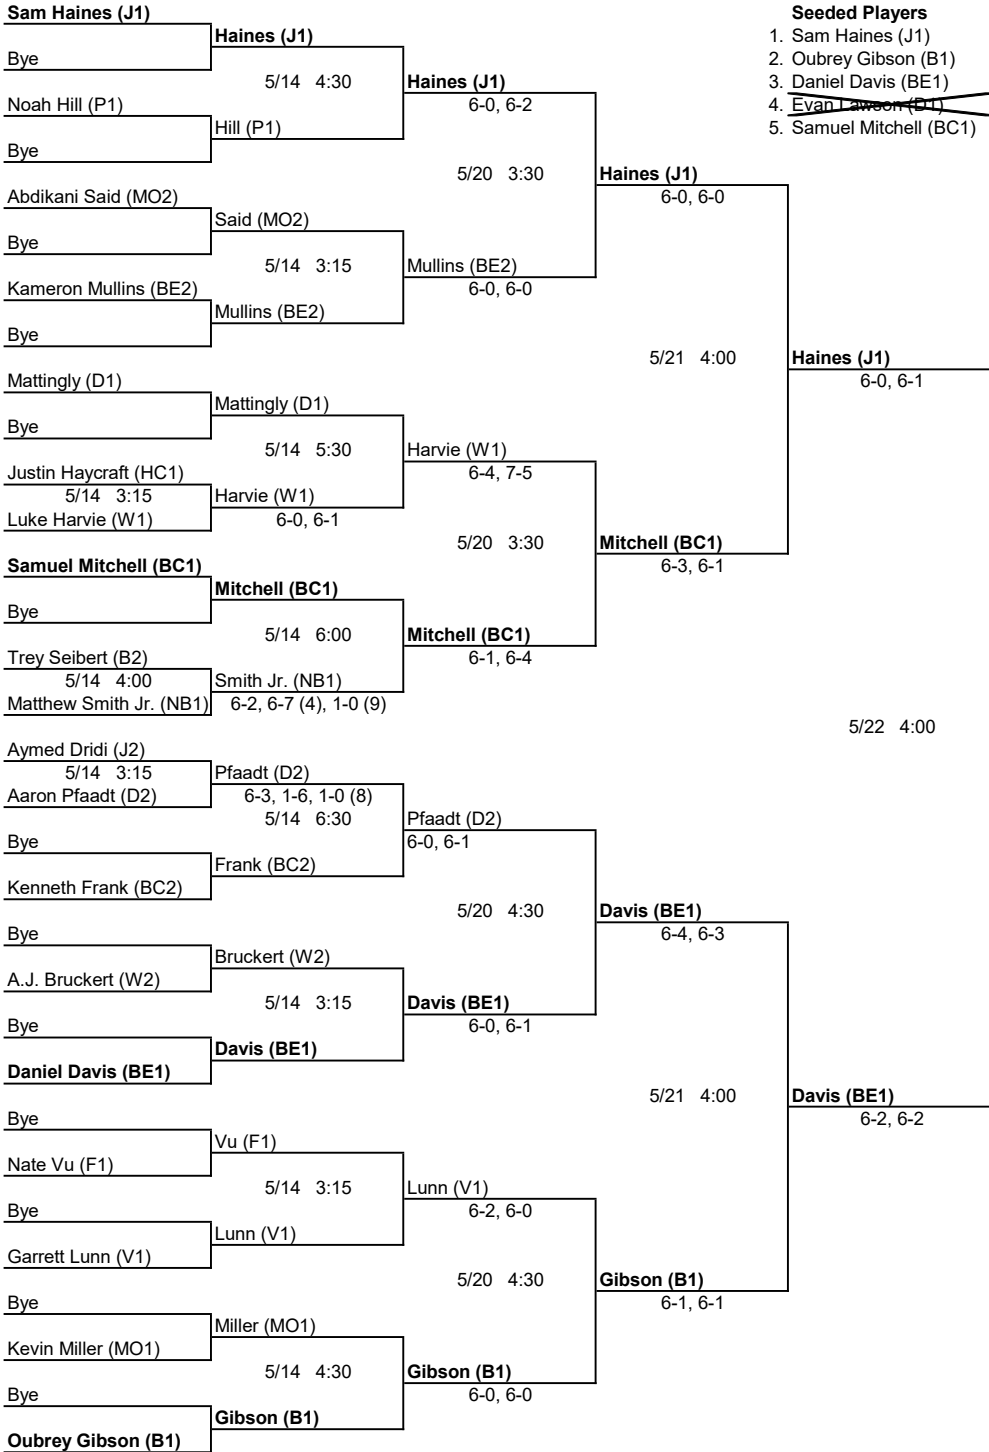 Sam Haines (J1)
Bye
Noah Hill (P1)
Bye
Abdikani Said (MO2)
Bye
Kameron Mullins (BE2)
Bye
Mattingly (D1)
Bye
Justin Haycraft (HC1)
5/14 3:15
Luke Harvie (W1)
Samuel Mitchell (BC1)
Bye
Trey Seibert (B2)
5/14 4:00
Matthew Smith Jr. (NB1)
Aymed Dridi (J2)
5/14 3:15
Aaron Pfaadt (D2)
Bye
Kenneth Frank (BC2)
Bye
A.J. Bruckert (W2)
Bye
Daniel Davis (BE1)
Bye
Nate Vu (F1)
Bye
Garrett Lunn (V1)
Bye
Kevin Miller (MO1)
Bye
Oubrey Gibson (B1)
Haines (J1)
5/14 4:30
Hill (P1)
Said (MO2)
5/14 3:15
Mullins (BE2)
Mattingly (D1)
5/14 5:30
Harvie (W1)
6-0, 6-1
Mitchell (BC1)
5/14 6:00
Smith Jr. (NB1)
6-2, 6-7 (4), 1-0 (9)
Pfaadt (D2)
6-3, 1-6, 1-0 (8)
5/14 6:30
Frank (BC2)
Bruckert (W2)
5/14 3:15
Davis (BE1)
Vu (F1)
5/14 3:15
Lunn (V1)
Miller (MO1)
5/14 4:30
Gibson (B1)
Haines (J1)
6-0, 6-2
5/20 3:30
Mullins (BE2)
6-0, 6-0
Harvie (W1)
6-4, 7-5
5/20 3:30
Mitchell (BC1)
6-1, 6-4
Pfaadt (D2)
6-0, 6-1
5/20 4:30
Davis (BE1)
6-0, 6-1
Lunn (V1)
6-2, 6-0
5/20 4:30
Gibson (B1)
6-0, 6-0
Haines (J1)
6-0, 6-0
5/21 4:00
Mitchell (BC1)
6-3, 6-1
Davis (BE1)
6-4, 6-3
5/21 4:00
Gibson (B1)
6-1, 6-1
Seeded Players
1. Sam Haines (J1)
2. Oubrey Gibson (B1)
3. Daniel Davis (BE1)
4. Evan Lawson (D1)
5. Samuel Mitchell (BC1)
Haines (J1)
6-0, 6-1
5/22 4:00
Davis (BE1)
6-2, 6-2